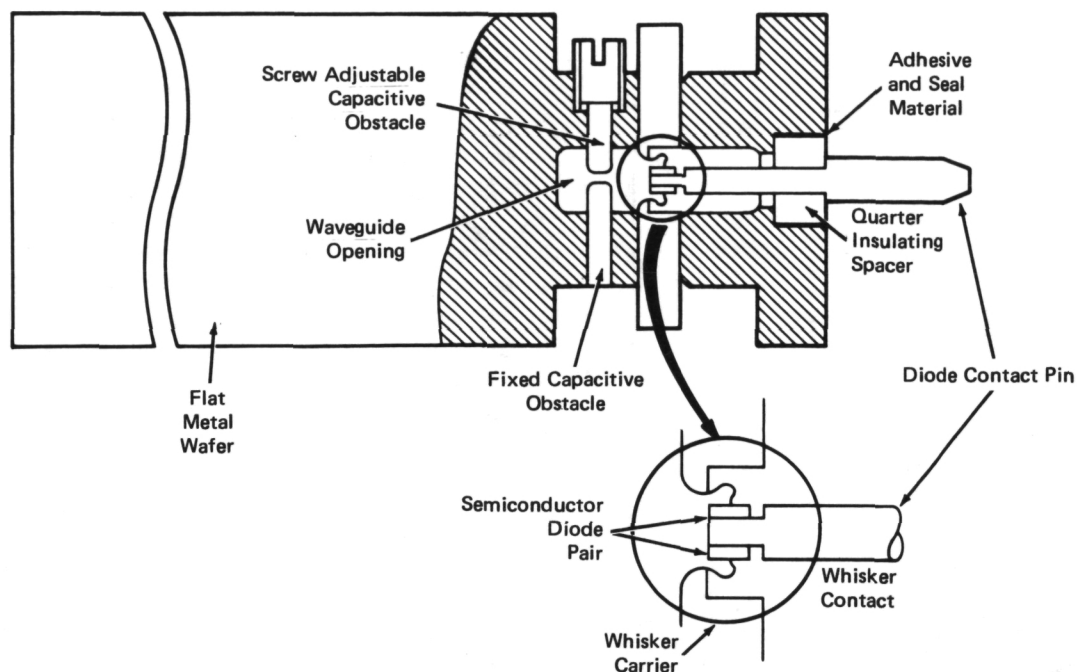 Screw Adjustable
Capacitive
Obstacle
Adhesive
and Seal
Material
Waveguide
Opening
Quarter
Insulating
Spacer
Flat
Metal
Wafer
Fixed Capacitive
Obstacle
Diode Contact Pin
Semiconductor
Diode
Pair
Whisker
Contact
Whisker
Carrier